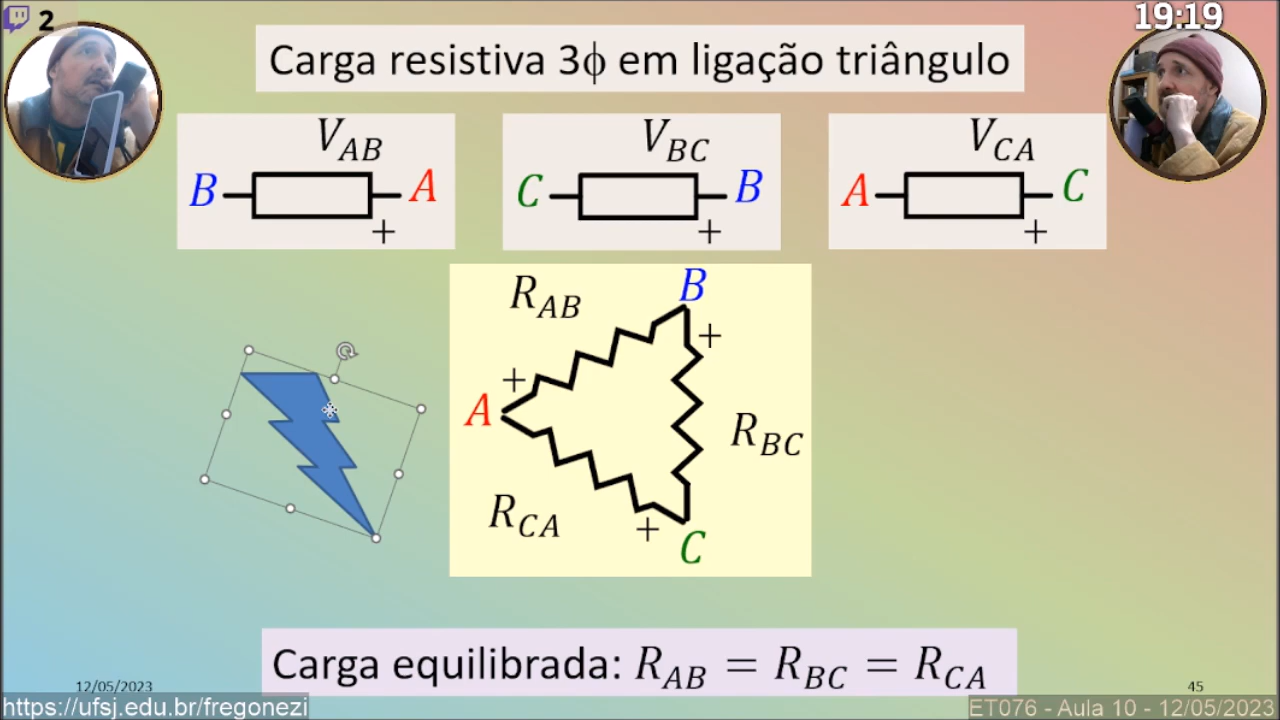 2
19:19
Carga resistiva 3ϕ em ligação triângulo
V_AB
B A
+
V_BC
C B
+
V_CA
A C
+
R_AB
B
+
+
A
R_BC
R_CA
+
C
Carga equilibrada: R_AB = R_BC = R_CA
12/05/2023
45
https://ufsj.edu.br/fregonezi
ET076 - Aula 10 - 12/05/2023